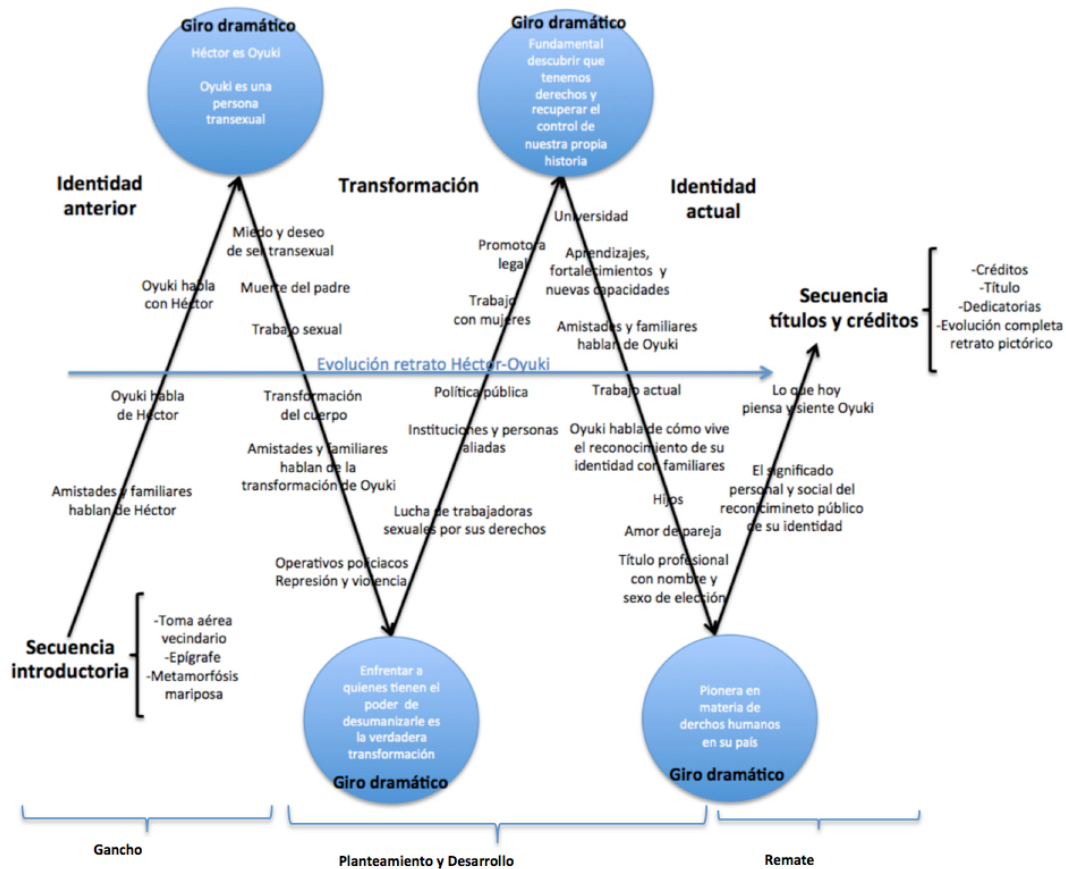 Giro dramático
Héctor es Oyuki
Oyuki es una
persona
transexual
Giro dramático
Fundamental
descubrir que
tenemos
derechos y
recuperar el
control de
nuestra propia
historia
Identidad
anterior
Transformación
Identidad
actual
Miedo y deseo
de ser transexual
Oyuki habla
con Héctor
Muerte del padre
Trabajo sexual
Universidad
Promotora
legal
Aprendizajes,
fortalecimientos y
nuevas capacidades
Trabajo
con mujeres
Amistades y familiares
hablan de Oyuki
Secuencia
títulos y créditos
-Créditos
-Título
-Dedicatorias
-Evolución completa
retrato pictórico
Evolución retrato Héctor-Oyuki
Oyuki habla
de Héctor
Transformación
del cuerpo
Política pública
Trabajo actual
Lo que hoy
piensa y siente Oyuki
Amistades y familiares
hablan de Héctor
Amistades y familiares
hablan de la
transformación de Oyuki
Instituciones y personas
aliadas
Oyuki habla de cómo vive
el reconocimiento de su
identidad con familiares
El significado
personal y social del
reconicimineto público
de su identidad
Lucha de trabajadoras
sexuales por sus derechos
Hijos
Amor de pareja
Operativos policiacos
Represión y violencia
Título profesional
con nombre y
sexo de elección
Secuencia
introductoria
-Toma aérea
vecindario
-Epígrafe
-Metamorfósis
mariposa
Enfrentar a
quienes tienen el
poder de
desumanizarle es
la verdadera
transformación
Giro dramático
Pionera en
materia de
derchos humanos
en su país
Giro dramático
Gancho
Planteamiento y Desarrollo
Remate